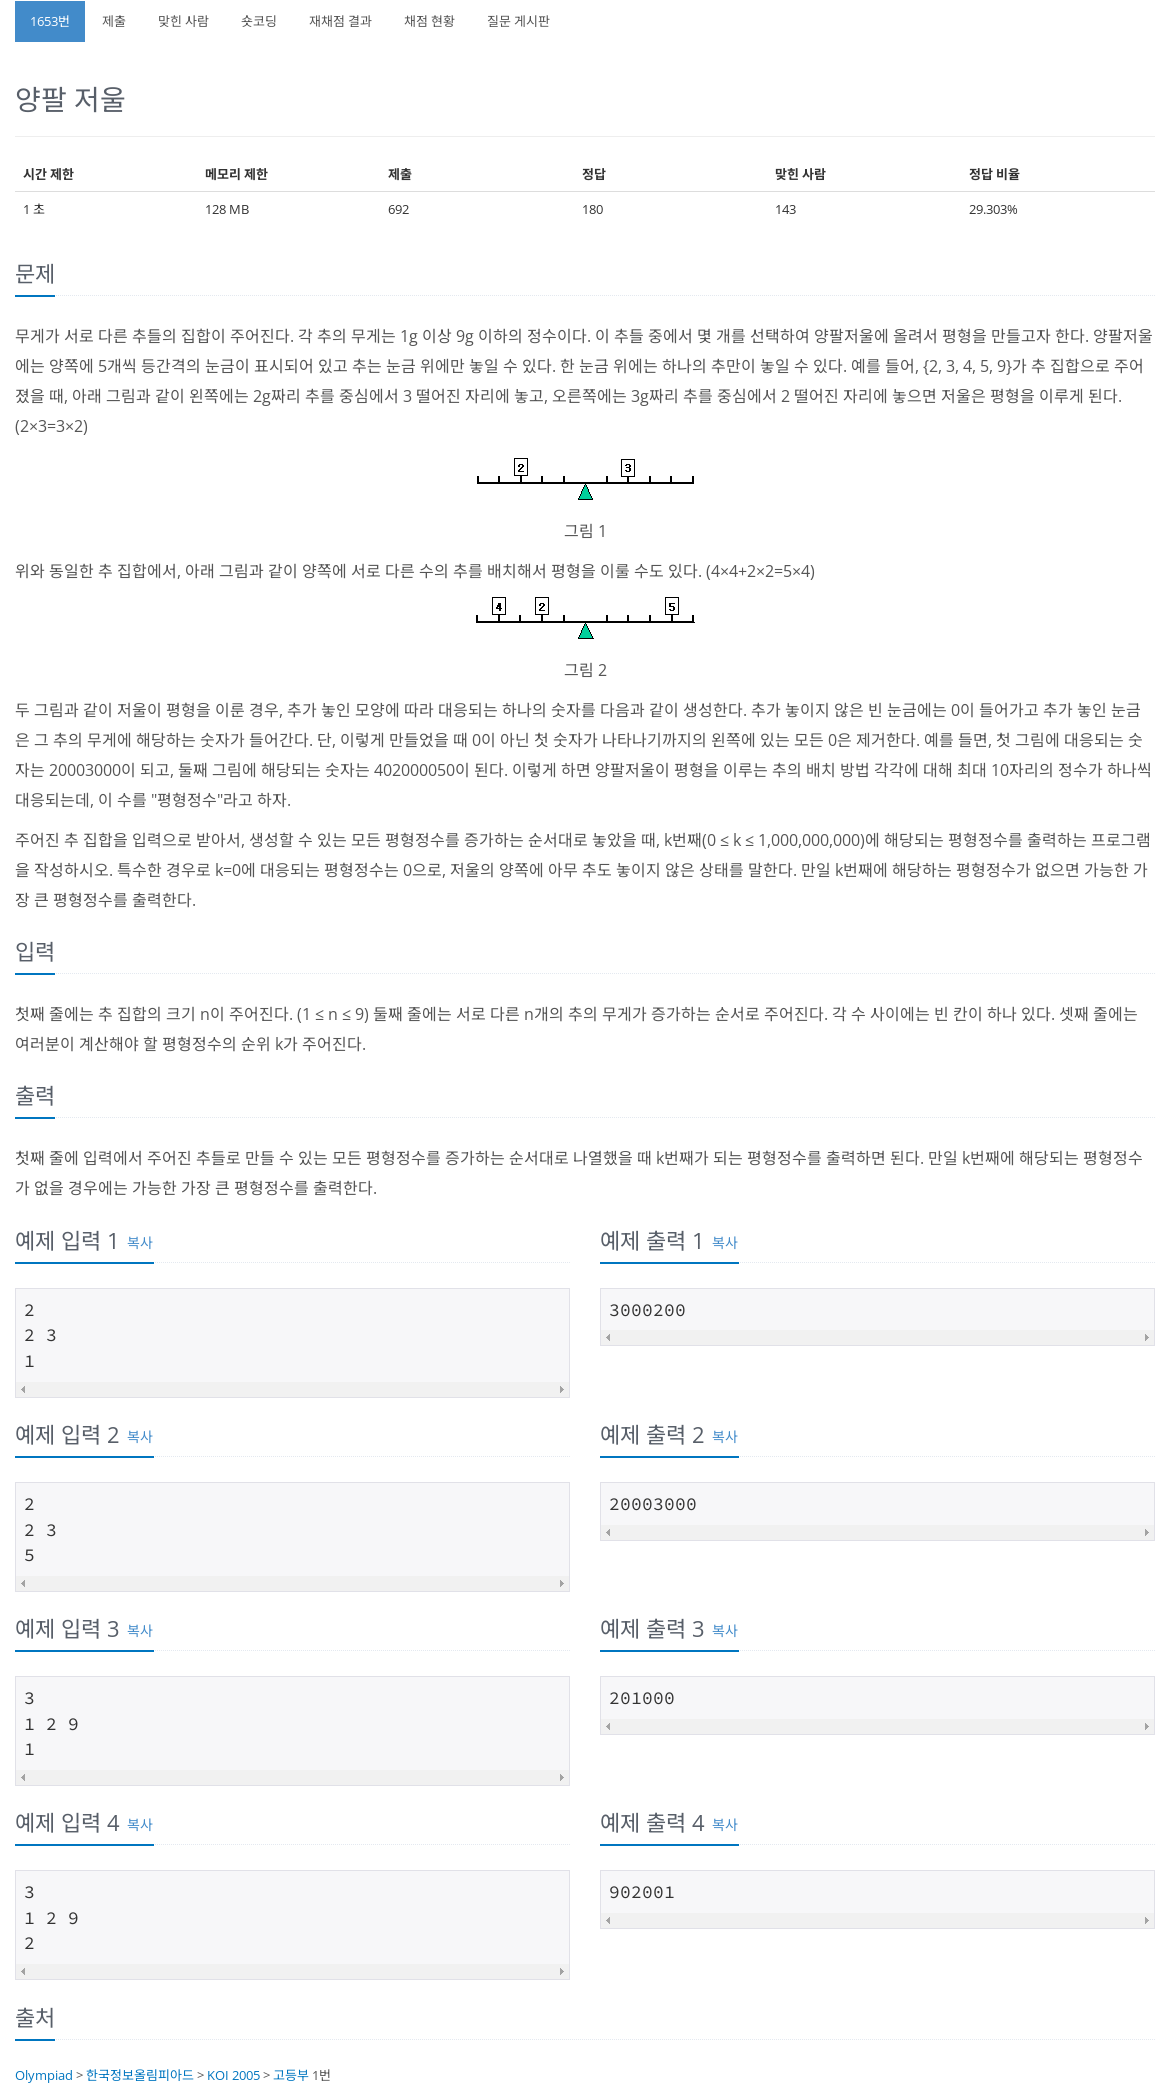 1653번 제출 맞힌 사람 숏코딩 재채점 결과 채점 현황 질문 게시판
양팔 저울
시간 제한 메모리 제한 제출 정답 맞힌 사람 정답 비율
1 초 128 MB 692 180 143 29.303%
문제
무게가 서로 다른 추들의 집합이 주어진다. 각 추의 무게는 1g 이상 9g 이하의 정수이다. 이 추들 중에서 몇 개를 선택하여 양팔저울에 올려서 평형을 만들고자 한다. 양팔저울
에는 양쪽에 5개씩 등간격의 눈금이 표시되어 있고 추는 눈금 위에만 놓일 수 있다. 한 눈금 위에는 하나의 추만이 놓일 수 있다. 예를 들어, {2, 3, 4, 5, 9}가 추 집합으로 주어
졌을 때, 아래 그림과 같이 왼쪽에는 2g짜리 추를 중심에서 3 떨어진 자리에 놓고, 오른쪽에는 3g짜리 추를 중심에서 2 떨어진 자리에 놓으면 저울은 평형을 이루게 된다.
(2×3=3×2)
2 3
그림 1
위와 동일한 추 집합에서, 아래 그림과 같이 양쪽에 서로 다른 수의 추를 배치해서 평형을 이룰 수도 있다. (4×4+2×2=5×4)
4 2 5
그림 2
두 그림과 같이 저울이 평형을 이룬 경우, 추가 놓인 모양에 따라 대응되는 하나의 숫자를 다음과 같이 생성한다. 추가 놓이지 않은 빈 눈금에는 0이 들어가고 추가 놓인 눈금
은 그 추의 무게에 해당하는 숫자가 들어간다. 단, 이렇게 만들었을 때 0이 아닌 첫 숫자가 나타나기까지의 왼쪽에 있는 모든 0은 제거한다. 예를 들면, 첫 그림에 대응되는 숫
자는 20003000이 되고, 둘째 그림에 해당되는 숫자는 402000050이 된다. 이렇게 하면 양팔저울이 평형을 이루는 추의 배치 방법 각각에 대해 최대 10자리의 정수가 하나씩
대응되는데, 이 수를 "평형정수"라고 하자.
주어진 추 집합을 입력으로 받아서, 생성할 수 있는 모든 평형정수를 증가하는 순서대로 놓았을 때, k번째(0 ≤ k ≤ 1,000,000,000)에 해당되는 평형정수를 출력하는 프로그램
을 작성하시오. 특수한 경우로 k=0에 대응되는 평형정수는 0으로, 저울의 양쪽에 아무 추도 놓이지 않은 상태를 말한다. 만일 k번째에 해당하는 평형정수가 없으면 가능한 가
장 큰 평형정수를 출력한다.
입력
첫째 줄에는 추 집합의 크기 n이 주어진다. (1 ≤ n ≤ 9) 둘째 줄에는 서로 다른 n개의 추의 무게가 증가하는 순서로 주어진다. 각 수 사이에는 빈 칸이 하나 있다. 셋째 줄에는
여러분이 계산해야 할 평형정수의 순위 k가 주어진다.
출력
첫째 줄에 입력에서 주어진 추들로 만들 수 있는 모든 평형정수를 증가하는 순서대로 나열했을 때 k번째가 되는 평형정수를 출력하면 된다. 만일 k번째에 해당되는 평형정수
가 없을 경우에는 가능한 가장 큰 평형정수를 출력한다.
예제 입력 1 복사
2
2 3
1
예제 출력 1 복사
3000200
예제 입력 2 복사
2
2 3
5
예제 출력 2 복사
20003000
예제 입력 3 복사
3
1 2 9
1
예제 출력 3 복사
201000
예제 입력 4 복사
3
1 2 9
2
예제 출력 4 복사
902001
출처
Olympiad > 한국정보올림피아드 > KOI 2005 > 고등부 1번